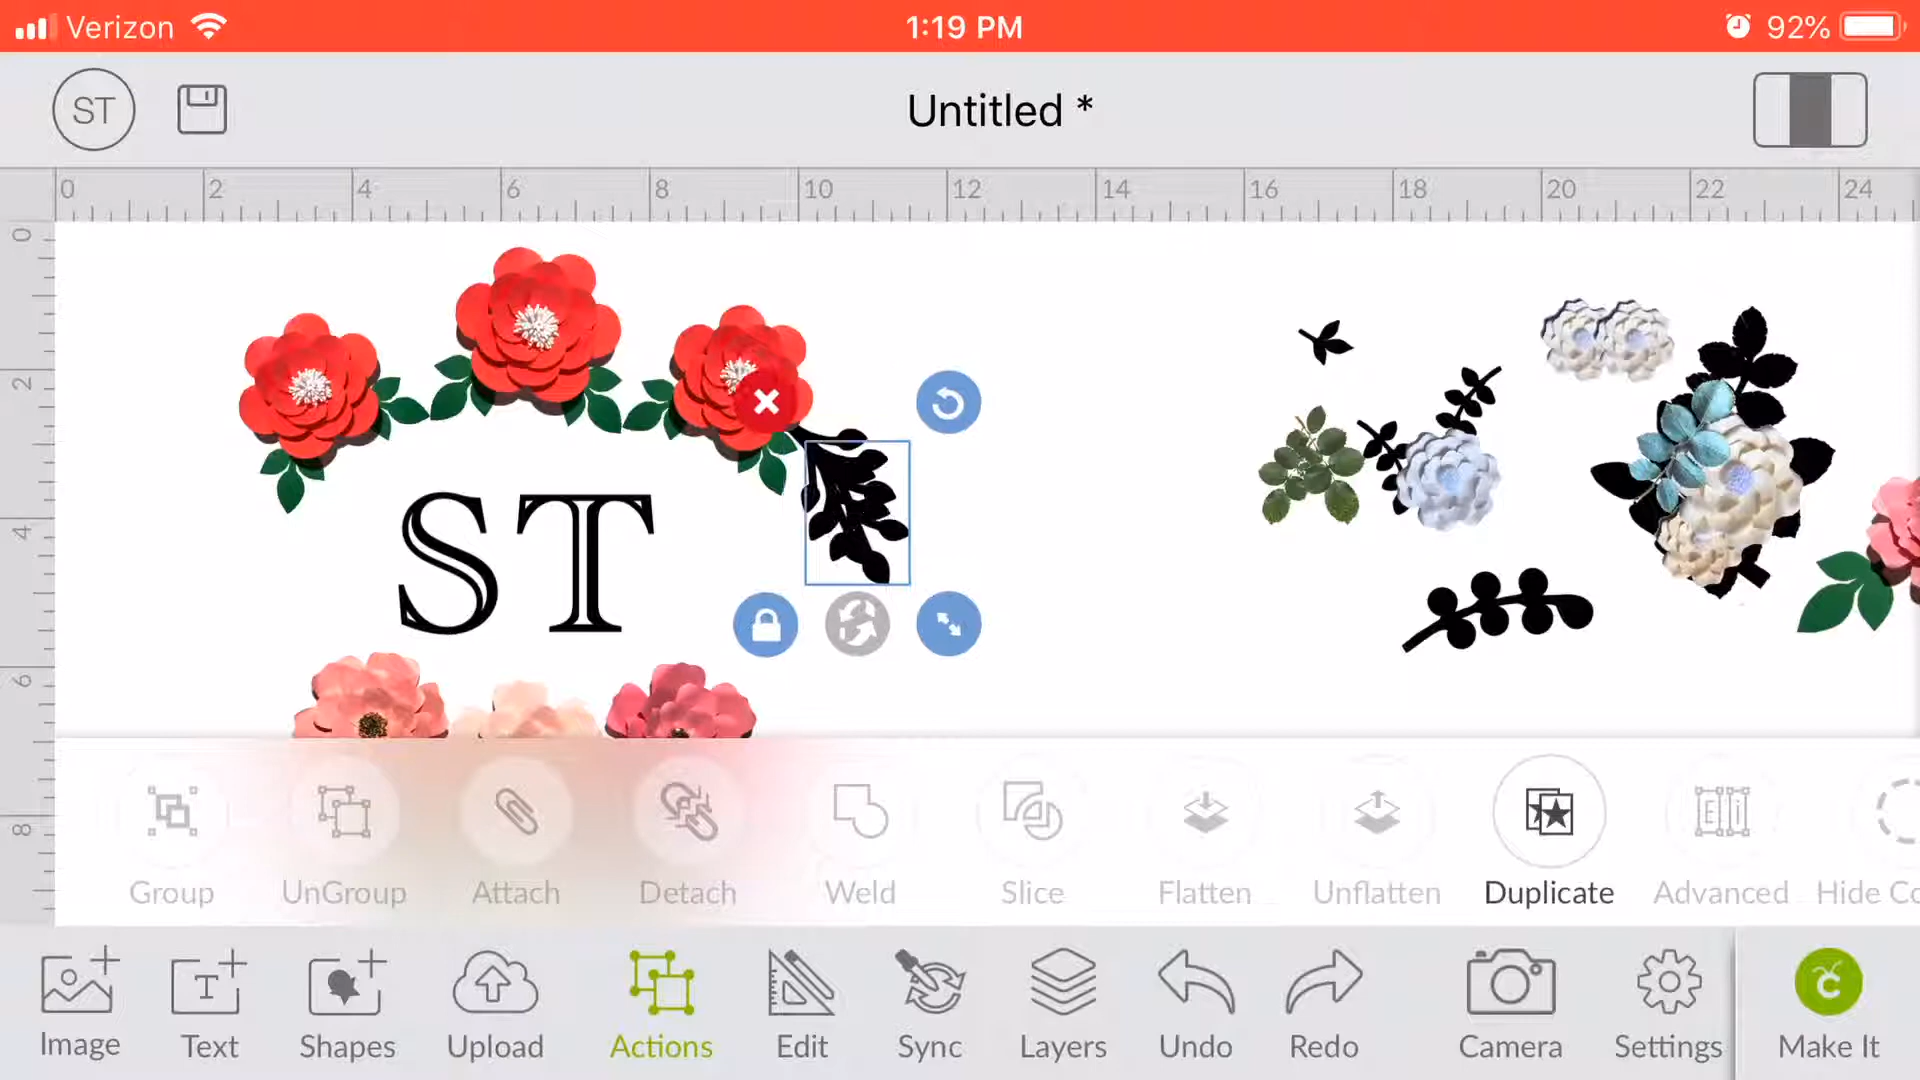 Verizon 1:19 PM 92%
ST Untitled *
0 2 4 6 8 10 12 14 16 18 20 22 24
0
2
4
6
8
ST
Group UnGroup Attach Detach Weld Slice Flatten Unflatten Duplicate Advanced Hide Co
Image Text Shapes Upload Actions Edit Sync Layers Undo Redo Camera Settings Make It